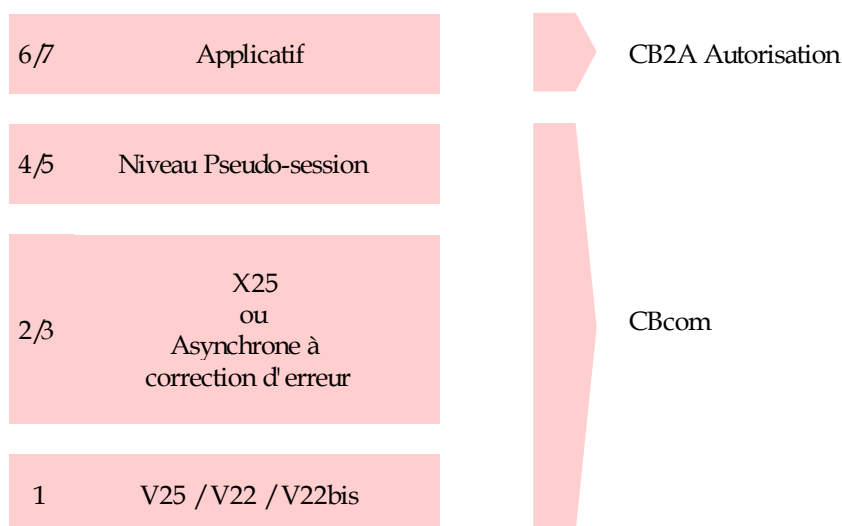 6/7 Applicatif CB2A Autorisation
4/5 Niveau Pseudo-session
X25
ou
2/3 Asynchrone à CBcom
correction d'erreur
1 V25 / V22 / V22bis